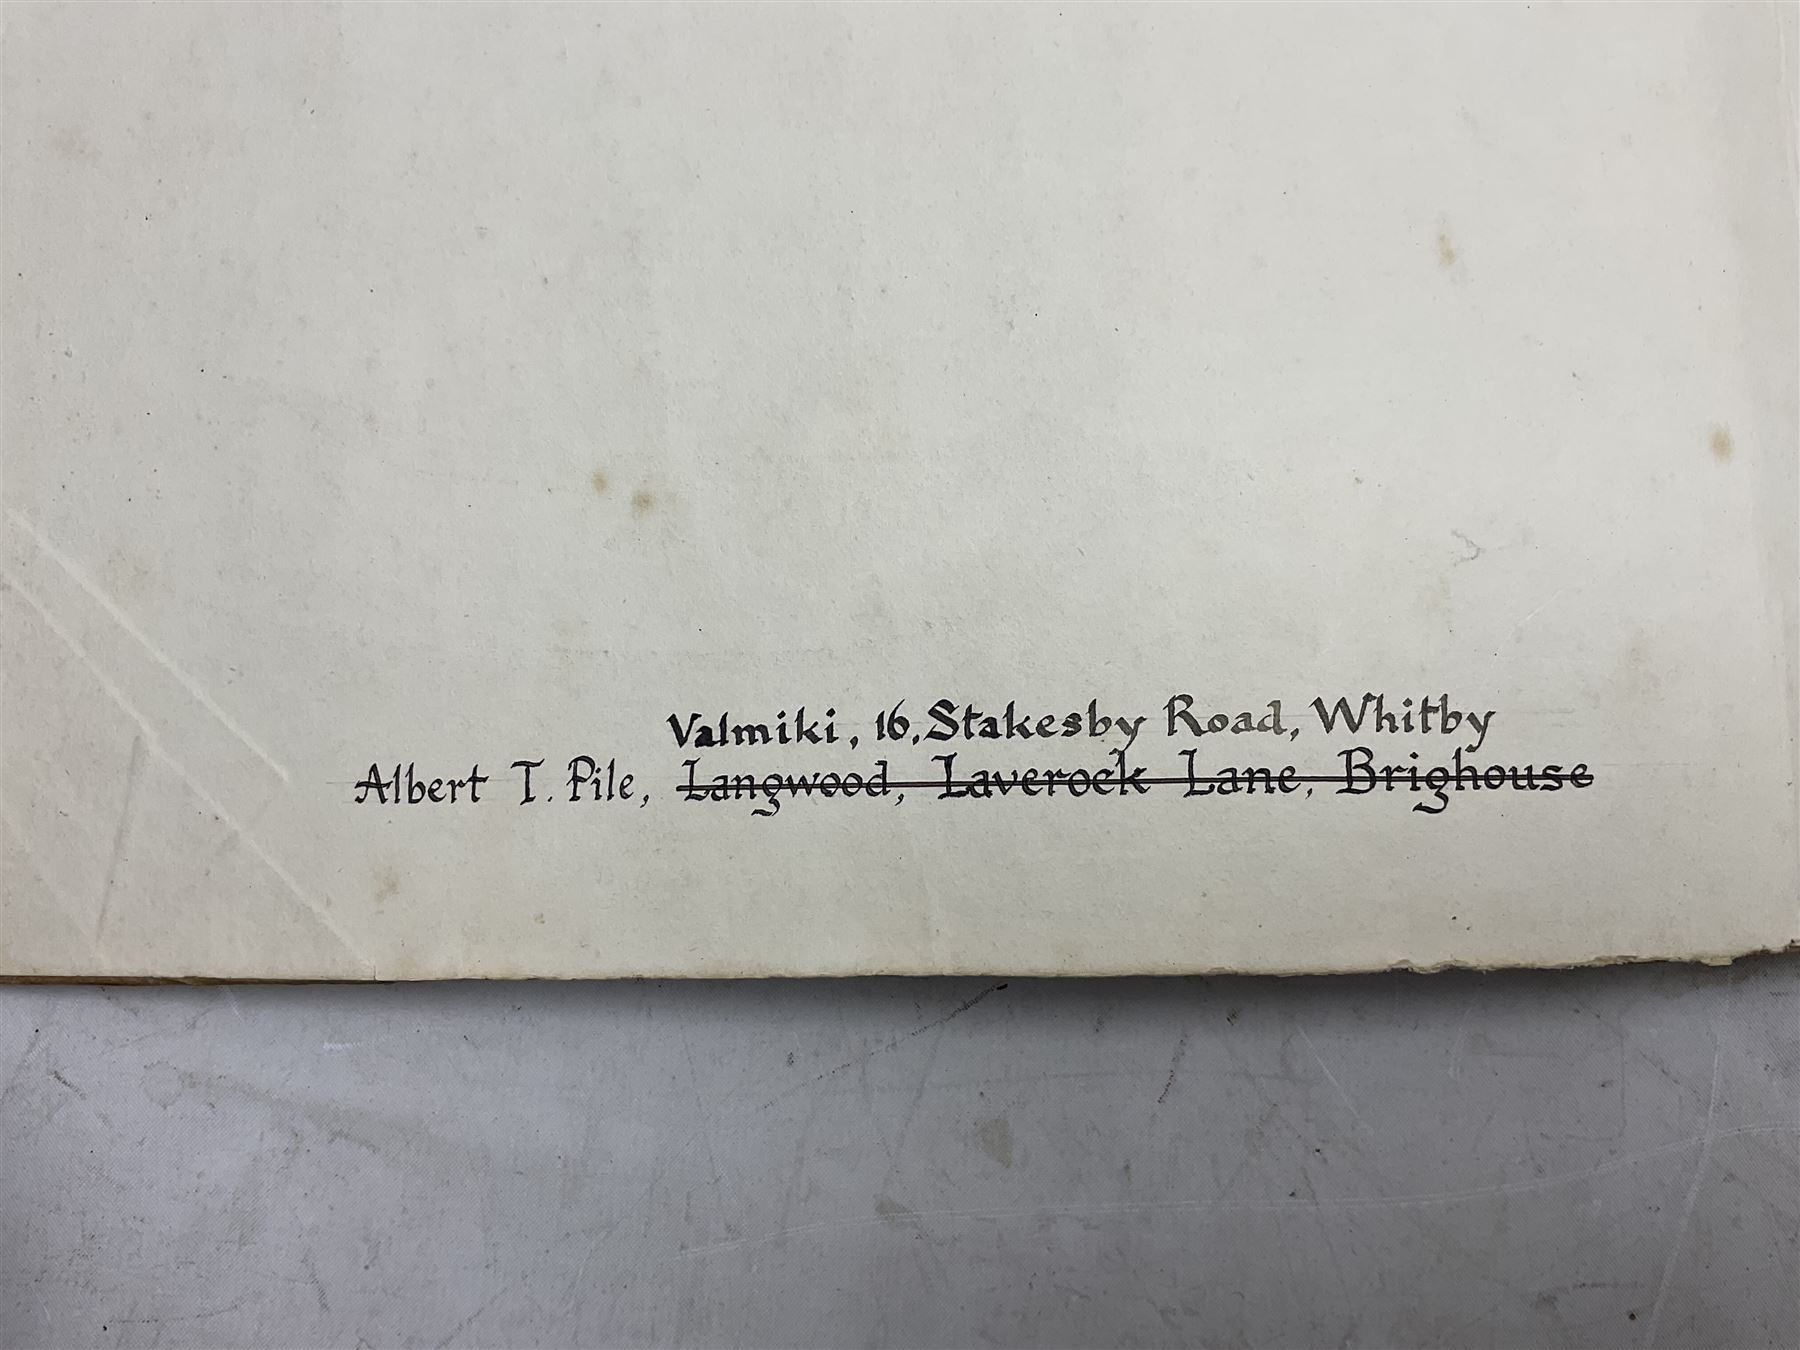 Valmiki, 16, Stakesby Road, Whitby
Albert T. Pile, Langwood, Laverock Lane, Brighouse